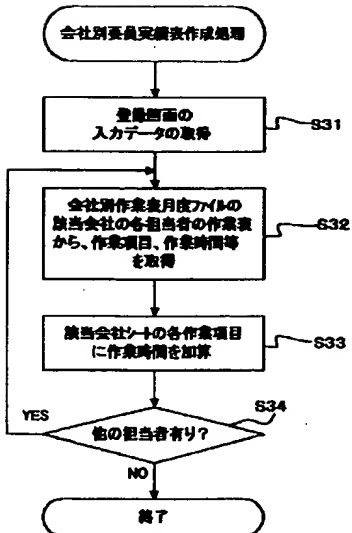 会社別要員実績表作成処理
登録画面の
入力データの取得
S31
会社別作業表月度ファイルの
該当会社の各担当者の作業表
から、作業項目、作業時間等
を取得
S32
該当会社シートの各作業項目
に作業時間を加算
S33
S34
YES
他の担当者有り?
NO
終了